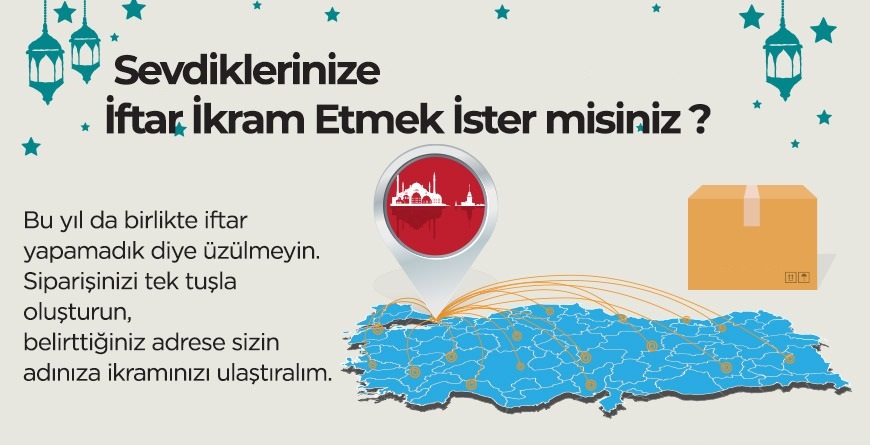 Sevdiklerinize
İftar İkram Etmek İster misiniz ?
Bu yıl da birlikte iftar
yapamadık diye üzülmeyin.
Siparişinizi tek tuşla
oluşturun,
belirttiğiniz adrese sizin
adınıza ikramınızı ulaştıralım.